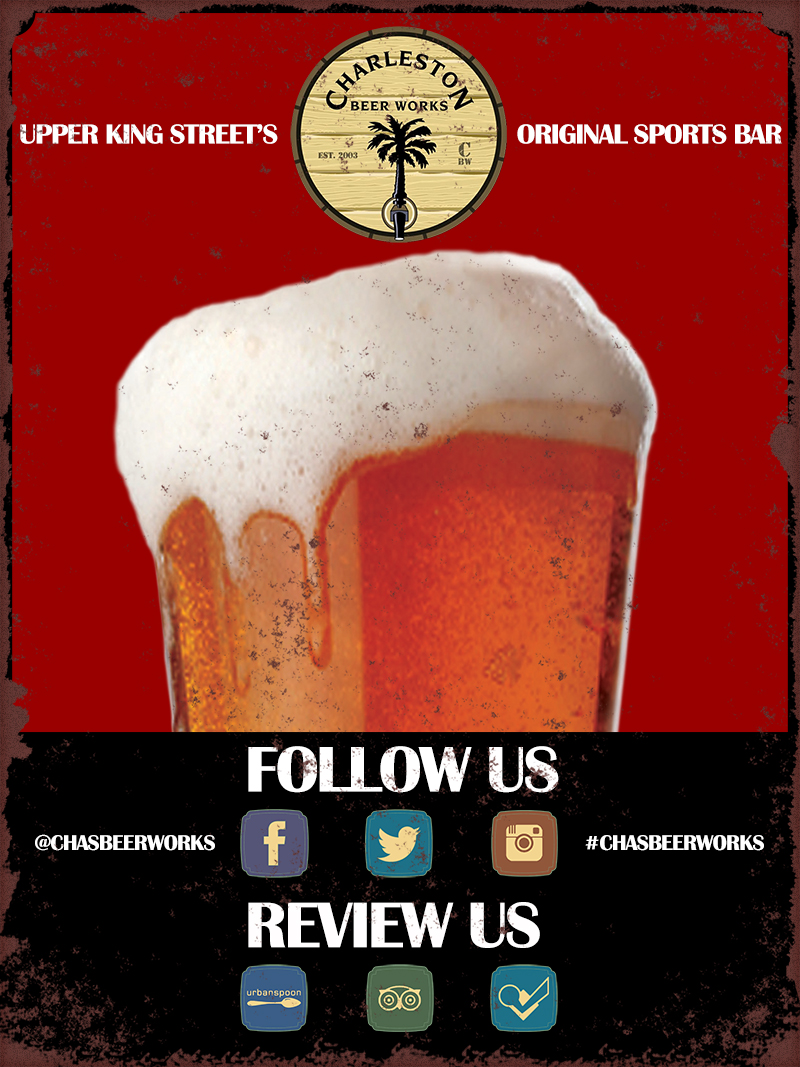 CHARLESTON
BEER WORKS
EST. 2003
C
BW
UPPER KING STREET'S
ORIGINAL SPORTS BAR
FOLLOW US
@CHASBEERWORKS
#CHASBEERWORKS
REVIEW US
urbanspoon